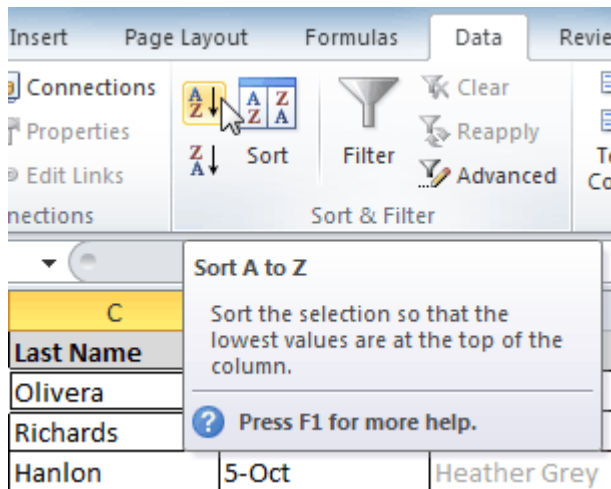 Insert Page Layout Formulas Data Revie
Connections
Properties
Edit Links
nections
A Z
Z A
A Z Z A
Sort
Filter
Clear
Reapply
Advanced
Sort & Filter
Te
Co
Sort A to Z
Sort the selection so that the
lowest values are at the top of the
column.
? Press F1 for more help.
C
Last Name
Olivera
Richards
Hanlon 5-Oct Heather Grey